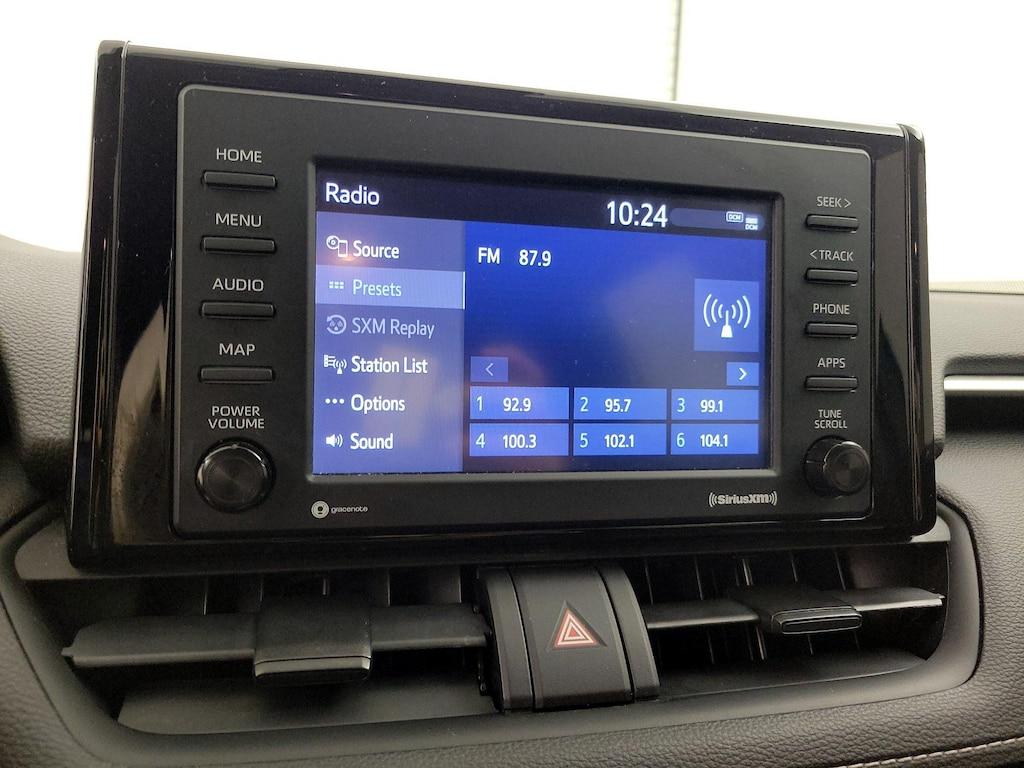 HOME
MENU
AUDIO
MAP
POWER
VOLUME
Radio
10:24
DCM
DCM
Source
Presets
SXM Replay
Station List
Options
Sound
FM 87.9
<
>
1 92.9
2 95.7
3 99.1
4 100.3
5 102.1
6 104.1
SEEK >
< TRACK
PHONE
APPS
TUNE
SCROLL
gracenote
((SiriusXM))